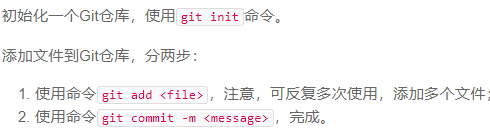 初始化一个Git仓库，使用git init命令。
添加文件到Git仓库，分两步：
1. 使用命令git add <file>，注意，可反复多次使用，添加多个文件；
2. 使用命令git commit -m <message>，完成。